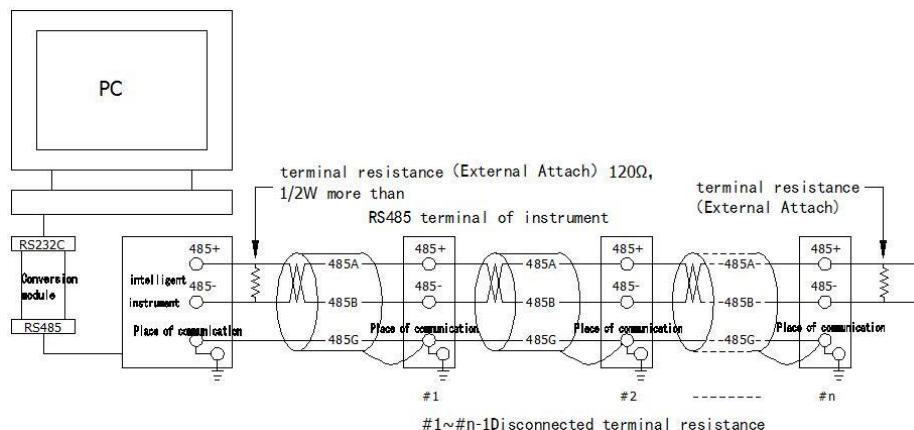 PC
terminal resistance (External Attach) 120Ω,
1/2W more than
terminal resistance
(External Attach)
RS485 terminal of instrument
RS232C
Conversion
module
RS485
485+
intelligent
485-
instrument
Place of communication
485A
485B
485G
485+
485-
Place of communication
#1
485A
485B
485G
485+
485-
Place of communication
#2
485A
485B
485G
485+
485-
Place of communication
#n
#1~#n-1Disconnected terminal resistance